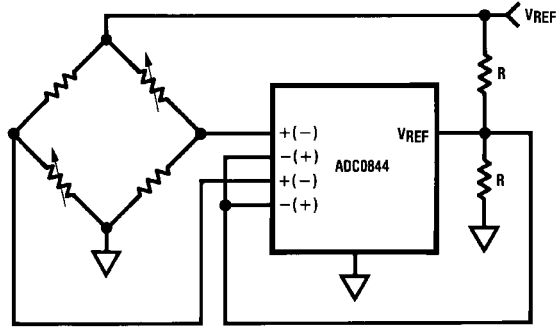 VREF
R
+(−)
−(+)
+(−)
−(+)
ADC0844
VREF
R